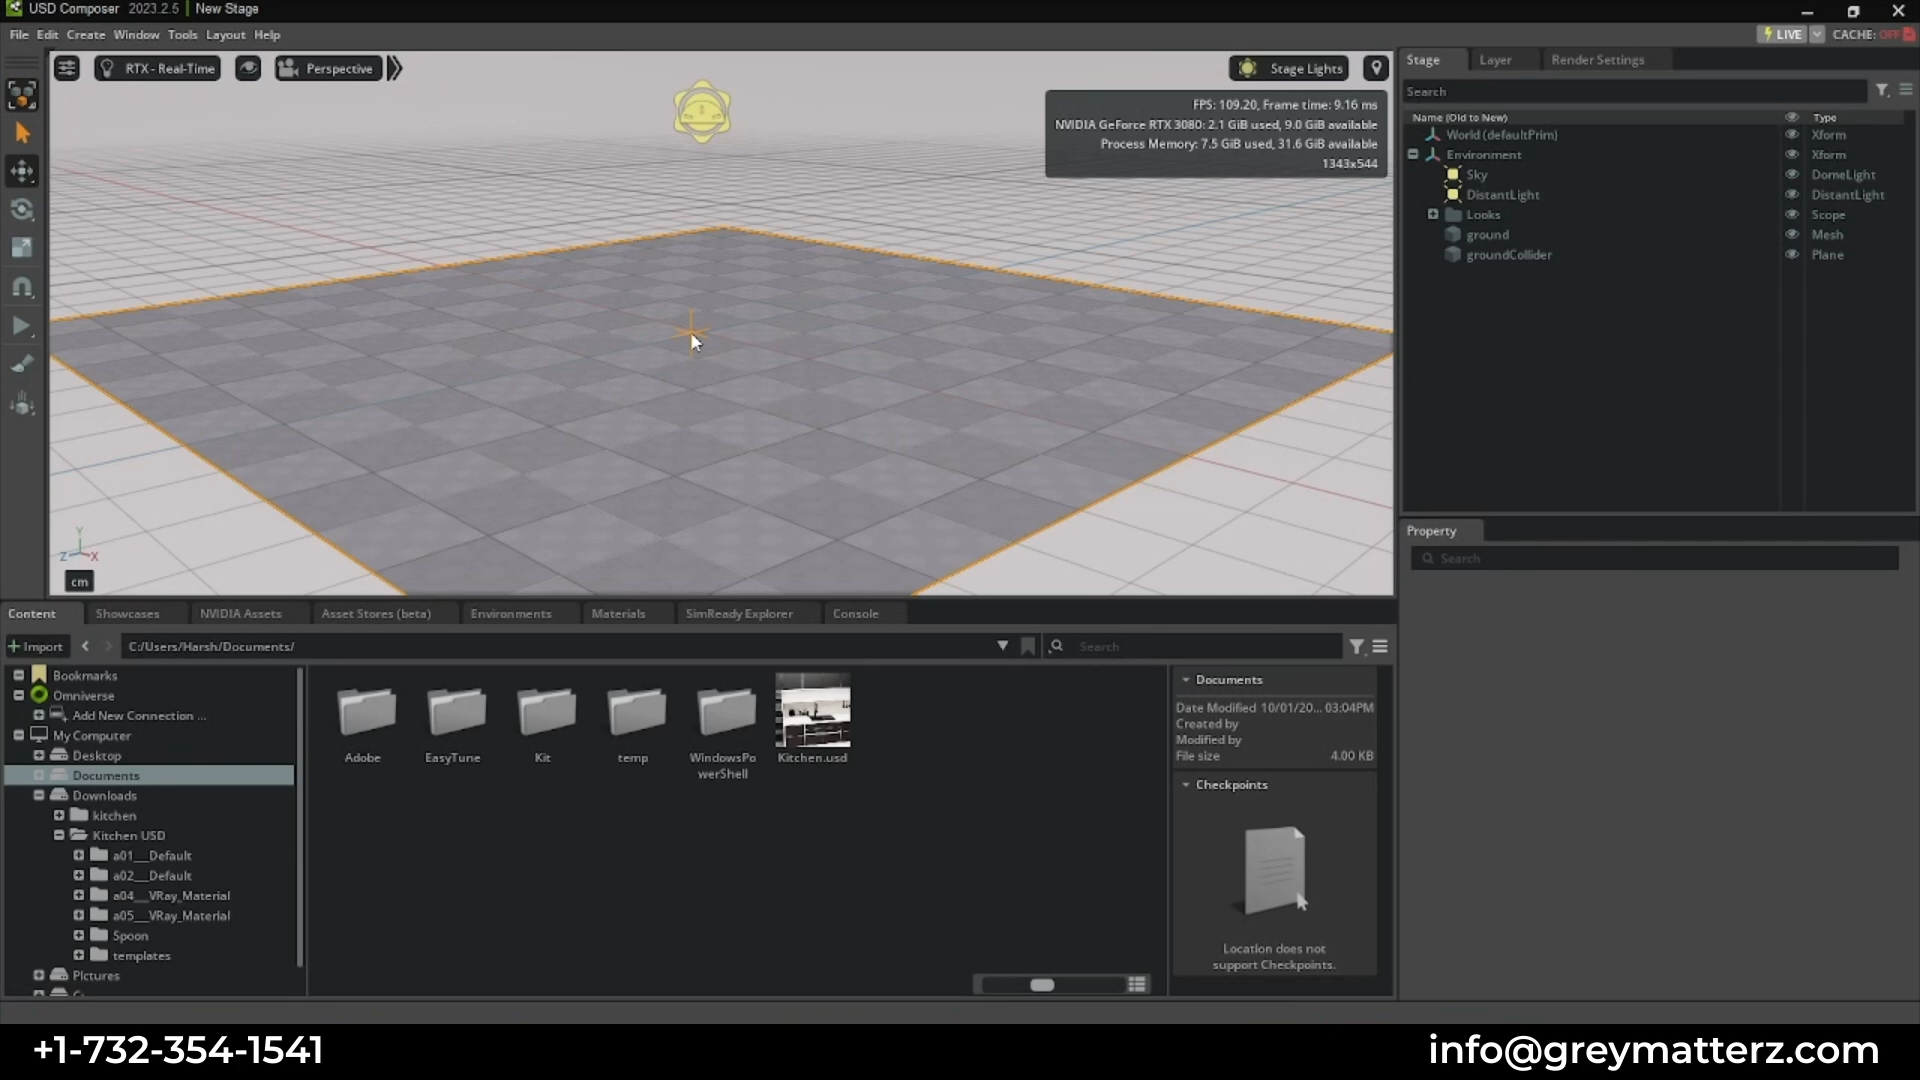 USD Composer 2023.2.5 New Stage
File Edit Create Window Tools Layout Help
LIVE CACHE: OFF
RTX - Real-Time Perspective Stage Lights
FPS: 109.20, Frame time: 9.16 ms
NVIDIA GeForce RTX 3080: 2.1 GiB used, 9.0 GiB available
Process Memory: 7.5 GiB used, 31.6 GiB available
1343x544
Y
Z X
cm
Stage Layer Render Settings
Search
Name (Old to New) Type
World (defaultPrim) Xform
Environment Xform
Sky DomeLight
DistantLight DistantLight
Looks Scope
ground Mesh
groundCollider Plane
Property
Search
Content Showcases NVIDIA Assets Asset Stores (beta) Environments Materials SimReady Explorer Console
Import C:/Users/Harsh/Documents/ Search
Bookmarks
Omniverse
Add New Connection ...
My Computer
Desktop
Documents
Downloads
kitchen
Kitchen USD
a01__Default
a02__Default
a04__VRay_Material
a05__VRay_Material
Spoon
templates
Pictures
Adobe EasyTune Kit temp WindowsPo Kitchen.usd
werShell
Documents
Date Modified 10/01/20... 03:04PM
Created by
Modified by
File size 4.00 KB
Checkpoints
Location does not
support Checkpoints.
+1-732-354-1541 info@greymatterz.com